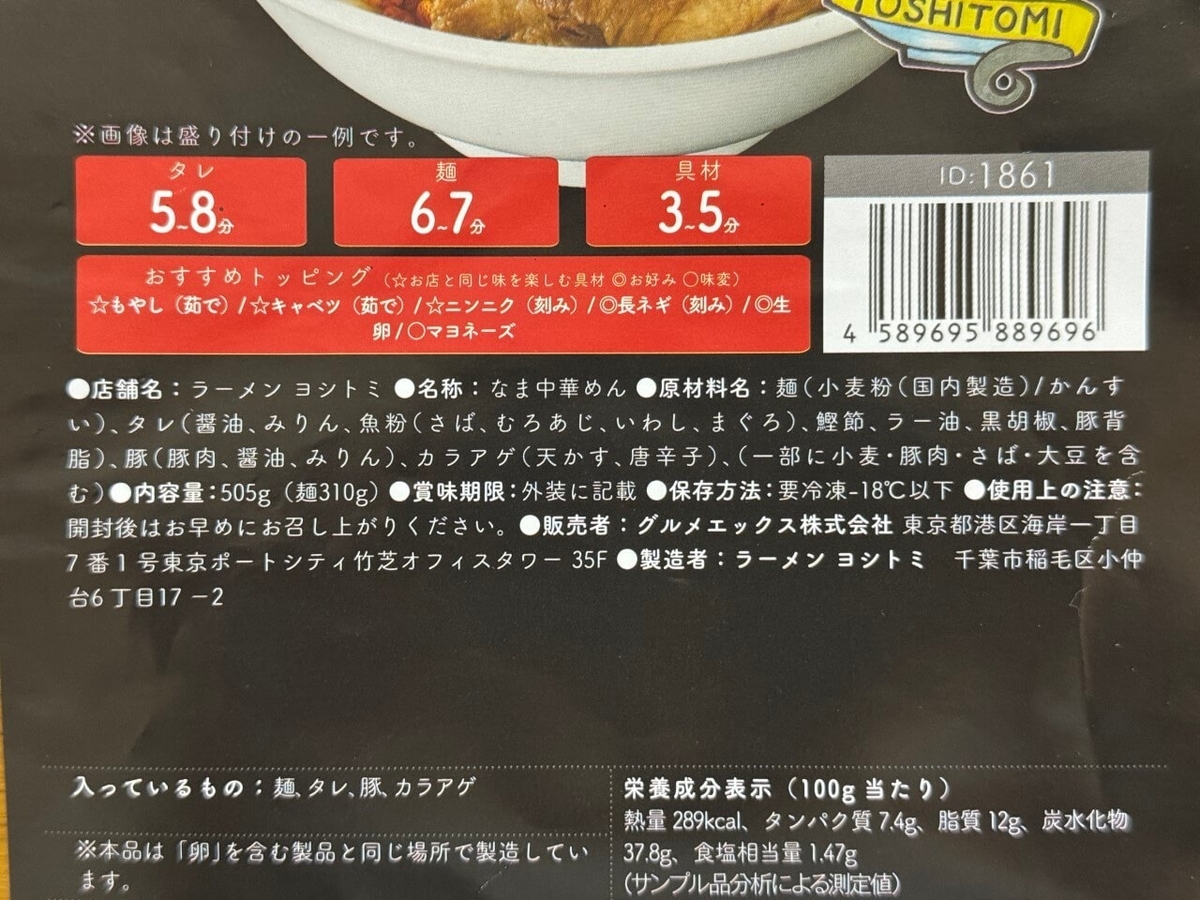 YOSHITOMI
※画像は盛り付けの一例です。
タレ
5~8分
麺
6~7分
具材
3~5分
ID:1861
4 589695 889696
おすすめトッピング（☆お店と同じ味を楽しむ具材 ◎お好み 〇味変）
☆もやし（茹で）/☆キャベツ（茹で）/☆ニンニク（刻み）/◎長ネギ（刻み）/◎生
卵/〇マヨネーズ
●店舗名：ラーメン ヨシトミ ●名称：なま中華めん ●原材料名：麺（小麦粉（国内製造）/かんす
い）、タレ（醤油、みりん、魚粉（さば、むろあじ、いわし、まぐろ）、鰹節、ラー油、黒胡椒、豚背
脂）、豚（豚肉、醤油、みりん）、カラアゲ（天かす、唐辛子）、（一部に小麦・豚肉・さば・大豆を含
む）●内容量：505g（麺310g）●賞味期限：外装に記載 ●保存方法：要冷凍-18℃以下 ●使用上の注意：
開封後はお早めにお召し上がりください。●販売者：グルメエックス株式会社 東京都港区海岸一丁目
7番1号東京ポートシティ竹芝オフィスタワー 35F ●製造者：ラーメン ヨシトミ　千葉市稲毛区小仲
台6丁目17－2
入っているもの：麺、タレ、豚、カラアゲ
※本品は「卵」を含む製品と同じ場所で製造してい
ます。
栄養成分表示（100g当たり）
熱量 289kcal、タンパク質 7.4g、脂質 12g、炭水化物
37.8g、食塩相当量 1.47g
（サンプル品分析による測定値）